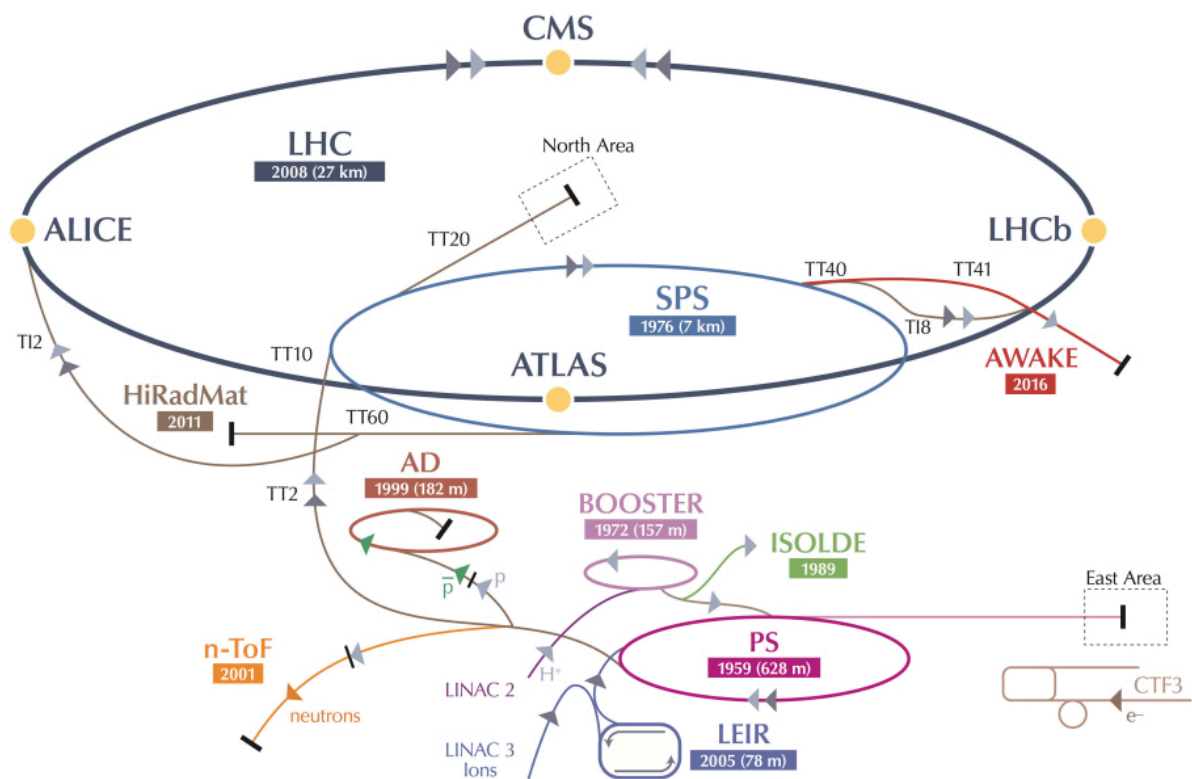 CMS
LHC
2008 (27 km)
North Area
ALICE
TT20
LHCb
TT40
TT41
SPS
1976 (7 km)
TI8
TI2
TT10
ATLAS
AWAKE
2016
HiRadMat
2011
TT60
AD
1999 (182 m)
TT2
BOOSTER
1972 (157 m)
ISOLDE
1989
p̅
p
East Area
n-ToF
2001
PS
1959 (628 m)
LINAC 2
H⁺
neutrons
CTF3
e–
LEIR
2005 (78 m)
LINAC 3
Ions